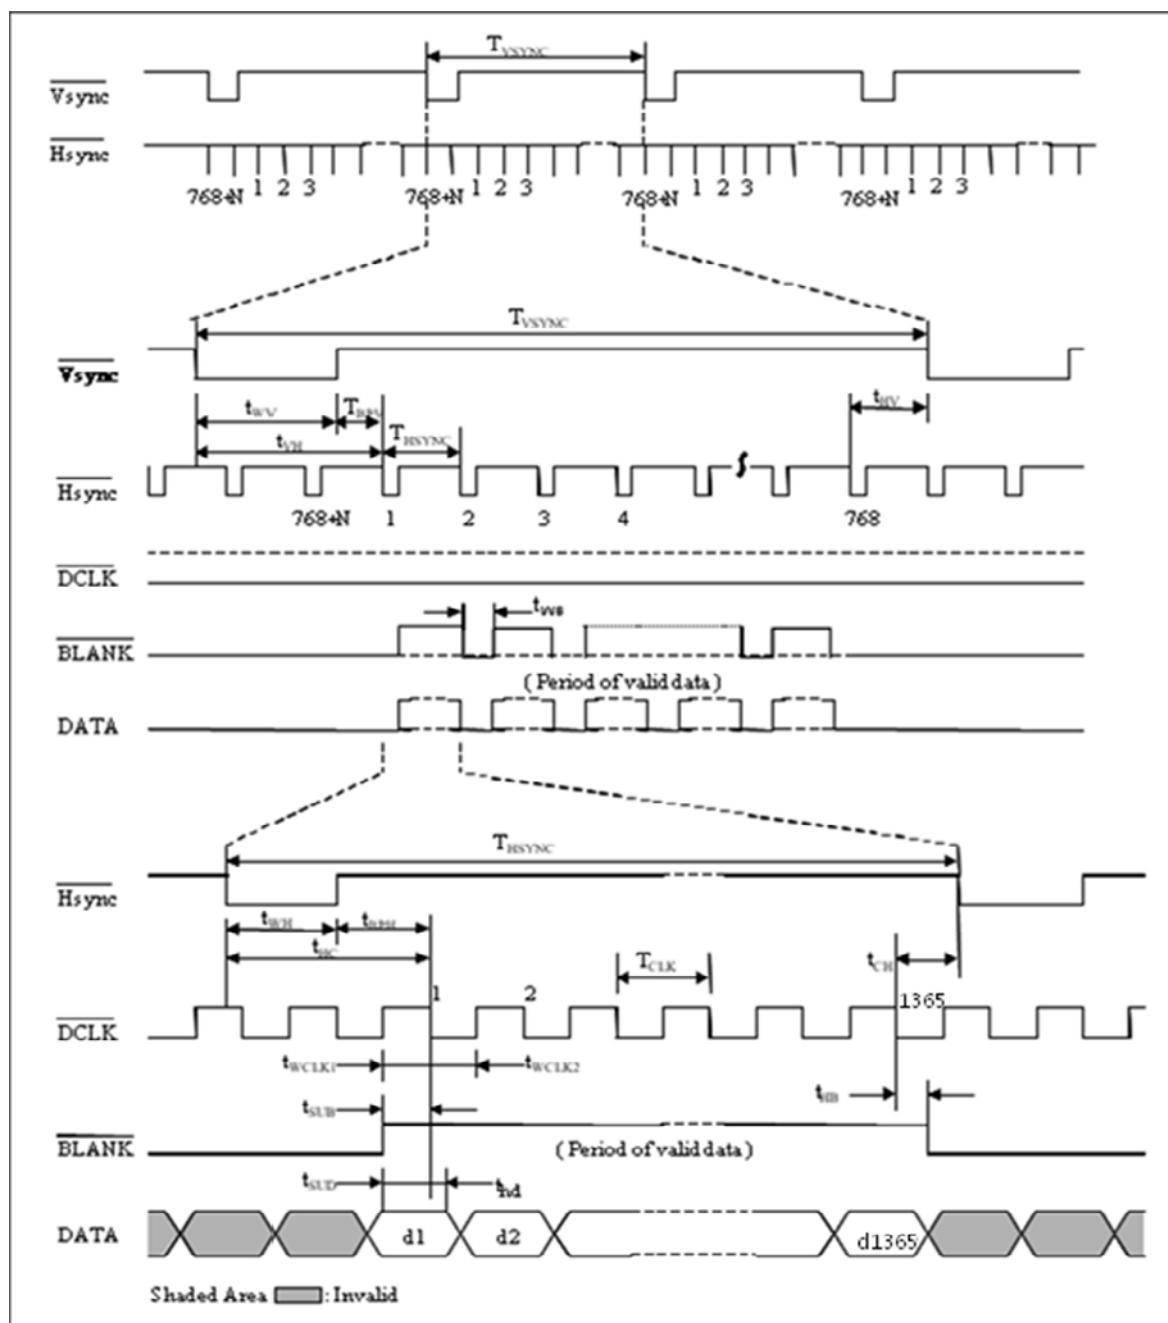 TVSYNC
Vsync
Hsync
768+N 1 2 3 768+N 1 2 3 768+N 1 2 3 768+N 1 2 3
TVSYNC
Vsync
tWV TBPV tHV
tVH THSYNC
Hsync
768+N 1 2 3 4 768
DCLK
tWB
BLANK
( Period of valid data )
DATA
THSYNC
Hsync
tWH tBPH
tHC TCLK tCH
1 2 1365
DCLK
tWCLK1 tWCLK2
tHB
tSUB
BLANK ( Period of valid data )
tSUD thd
DATA d1 d2 d1365
Shaded Area : Invalid